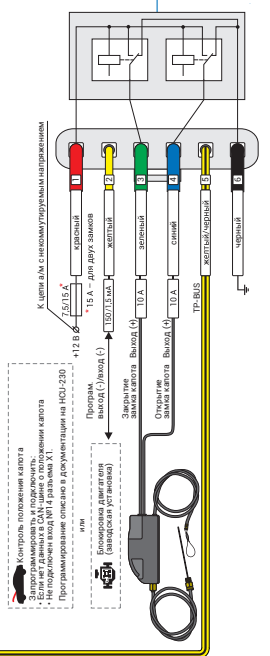 Контроль положения капота
Запрограммировать и подключить:
• Если нет данных в CAN-шине о положении капота
• Не подключен вход №14 разъема X1.
Программирование описано в документации на HCU-230
или
Блокировка двигателя
(заводская установка)
К цепи а/м с некоммутируемым напряжением
+12 В
7,5/15 А*
красный
1
* 15 А – для двух замков
Програм.
выход (-)/вход (-)
150/1,5 мА
желтый
2
Закрытие
замка капота
Выход (+)
10 А
зеленый
3
Открытие
замка капота
Выход (+)
10 А
синий
4
TP-BUS
желтый/черный
5
черный
6